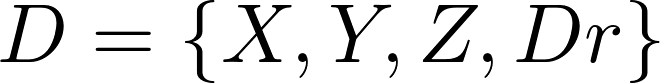 D = {X, Y, Z, Dr}